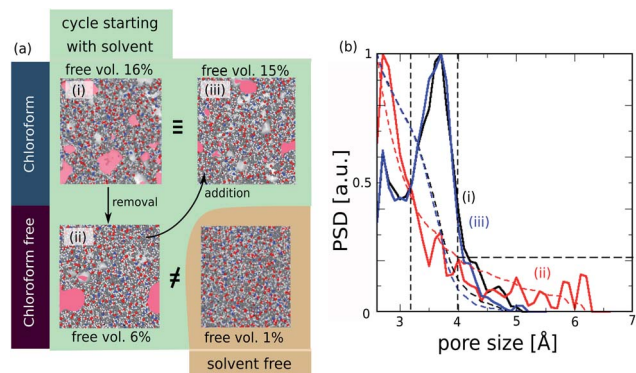 cycle starting
with solvent
(a)
(b)
free vol. 16%
free vol. 15%
(i)
(iii)
≡
Chloroform
removal
addition
Chloroform free
(ii)
≠
free vol. 6%
free vol. 1%
solvent free
PSD [a.u.]
1
0.5
0
(i)
(iii)
(ii)
3 4 5 6 7
pore size [Å]